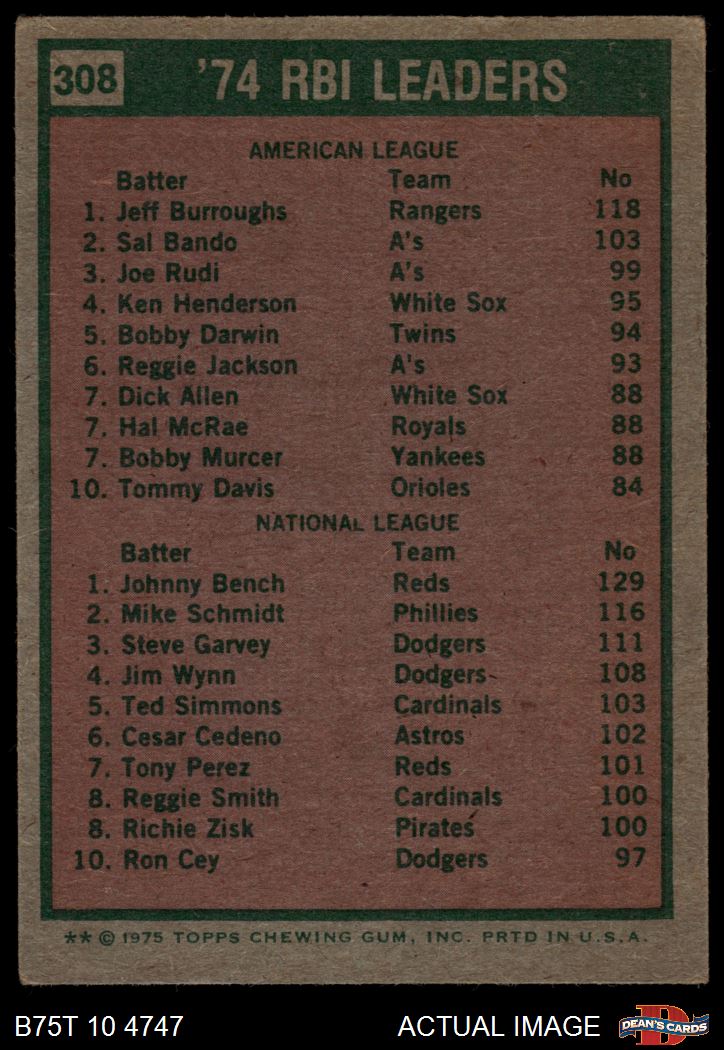 308 '74 RBI LEADERS
AMERICAN LEAGUE
Batter Team No
1. Jeff Burroughs Rangers 118
2. Sal Bando A's 103
3. Joe Rudi A's 99
4. Ken Henderson White Sox 95
5. Bobby Darwin Twins 94
6. Reggie Jackson A's 93
7. Dick Allen White Sox 88
7. Hal McRae Royals 88
7. Bobby Murcer Yankees 88
10. Tommy Davis Orioles 84
NATIONAL LEAGUE
Batter Team No
1. Johnny Bench Reds 129
2. Mike Schmidt Phillies 116
3. Steve Garvey Dodgers 111
4. Jim Wynn Dodgers 108
5. Ted Simmons Cardinals 103
6. Cesar Cedeno Astros 102
7. Tony Perez Reds 101
8. Reggie Smith Cardinals 100
8. Richie Zisk Pirates 100
10. Ron Cey Dodgers 97
** © 1975 TOPPS CHEWING GUM, INC. PRTD IN U.S.A.
B75T 10 4747 ACTUAL IMAGE
D
DEAN'S CARDS